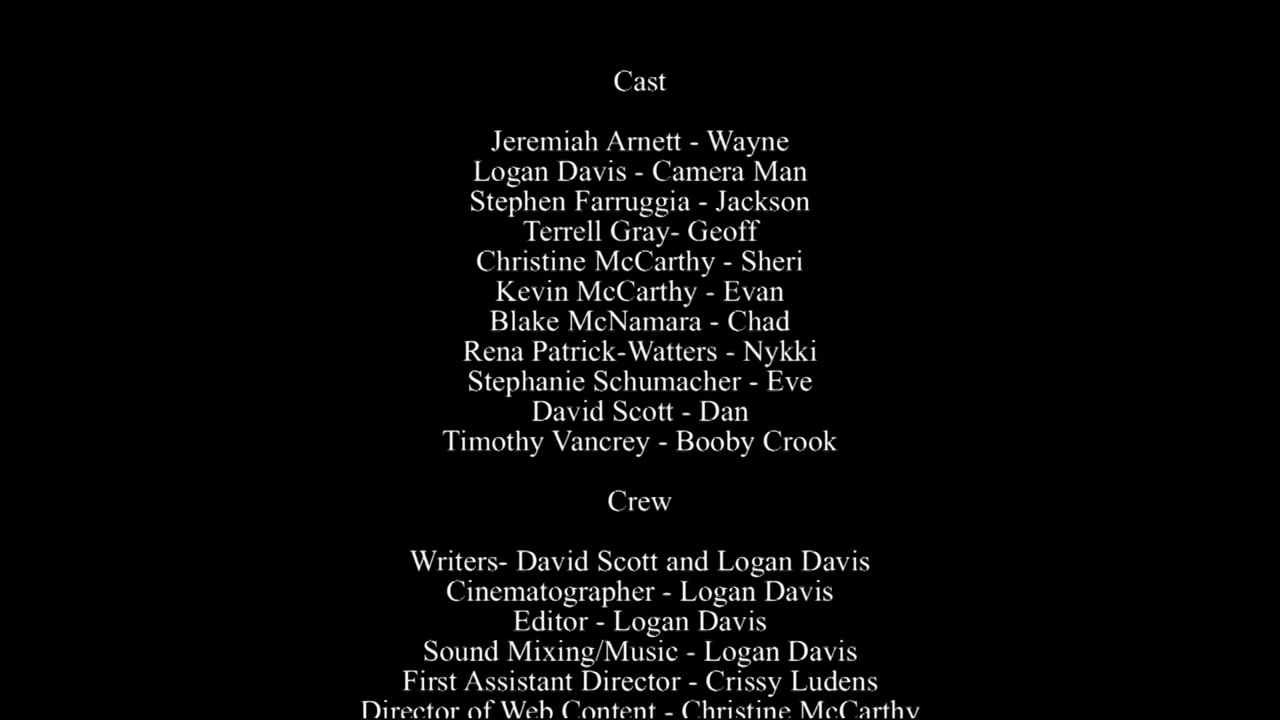 Cast
Jeremiah Arnett - Wayne
Logan Davis - Camera Man
Stephen Farruggia - Jackson
Terrell Gray- Geoff
Christine McCarthy - Sheri
Kevin McCarthy - Evan
Blake McNamara - Chad
Rena Patrick-Watters - Nykki
Stephanie Schumacher - Eve
David Scott - Dan
Timothy Vancrey - Booby Crook
Crew
Writers- David Scott and Logan Davis
Cinematographer - Logan Davis
Editor - Logan Davis
Sound Mixing/Music - Logan Davis
First Assistant Director - Crissy Ludens
Director of Web Content - Christine McCarthy